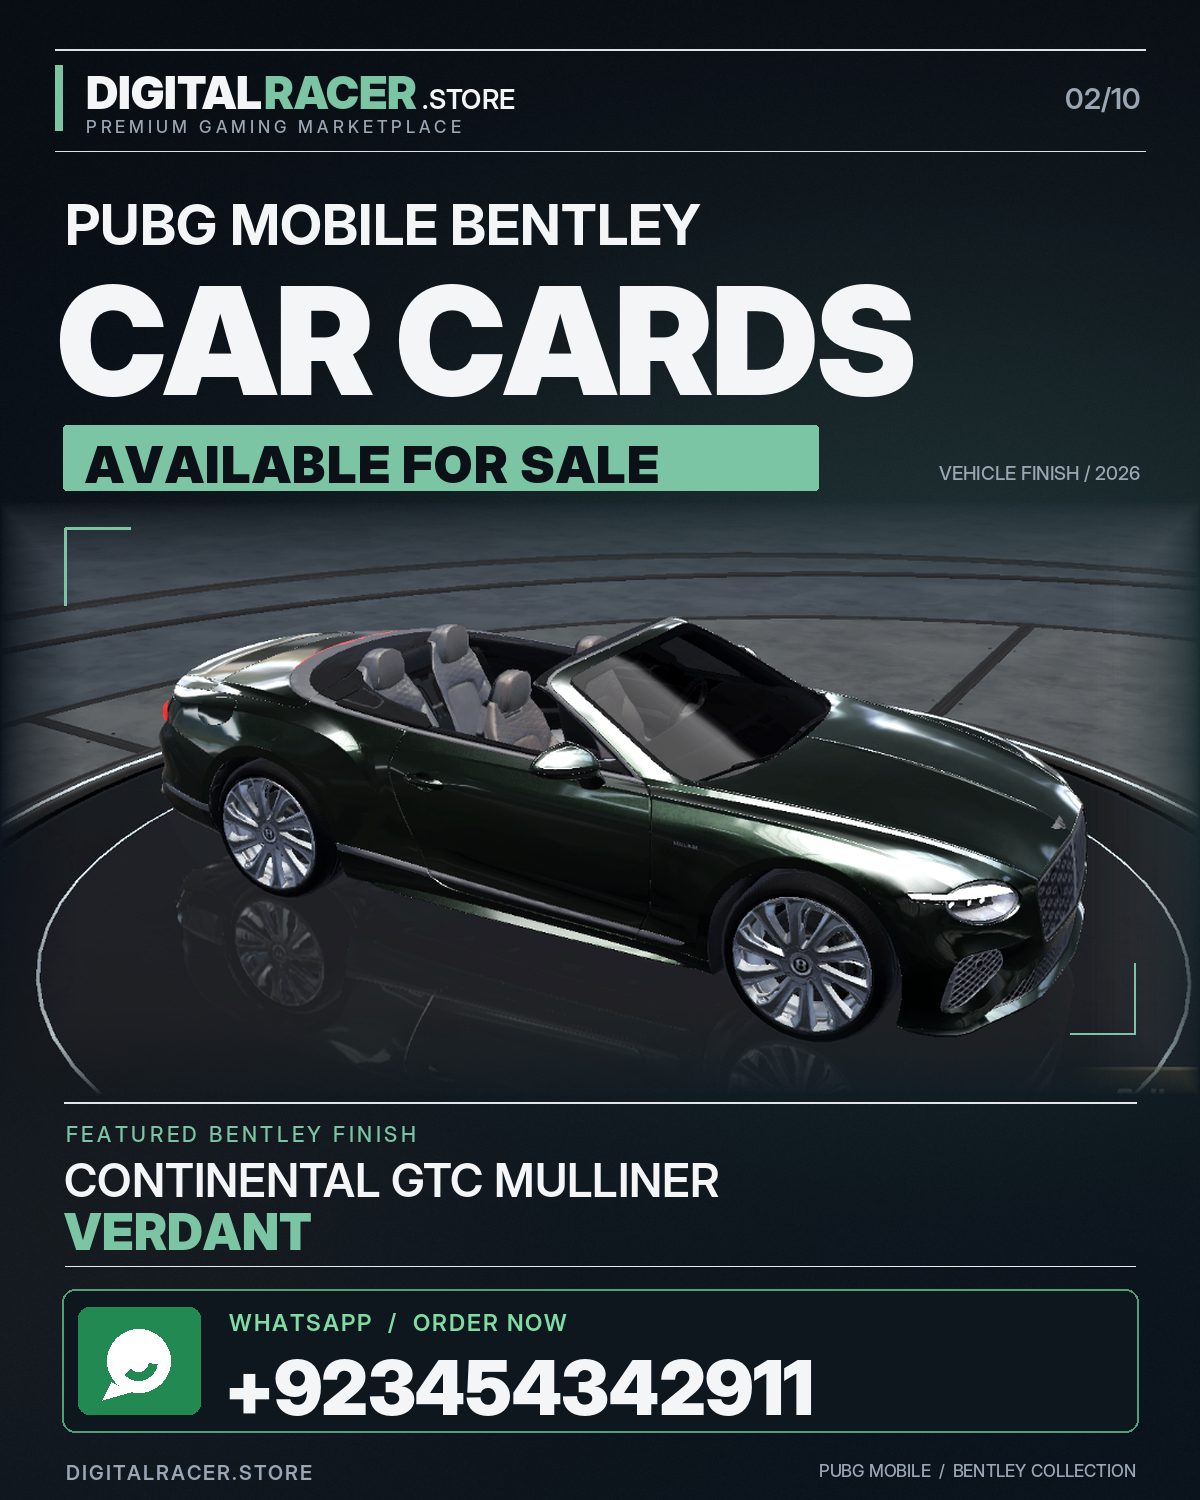 DIGITALRACER.STORE
PREMIUM GAMING MARKETPLACE
02/10
PUBG MOBILE BENTLEY
CAR CARDS
AVAILABLE FOR SALE
VEHICLE FINISH / 2026
FEATURED BENTLEY FINISH
CONTINENTAL GTC MULLINER
VERDANT
WHATSAPP / ORDER NOW
+923454342911
DIGITALRACER.STORE
PUBG MOBILE / BENTLEY COLLECTION